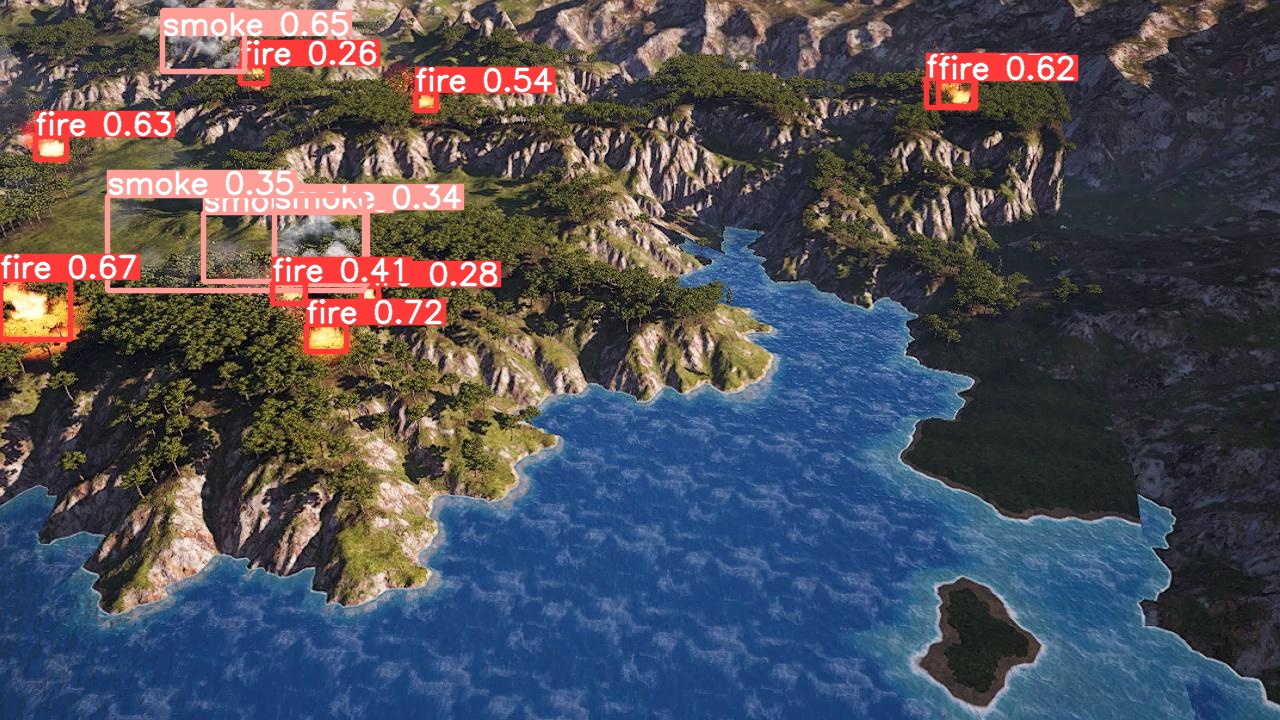 smoke 0.65
fire 0.26
fire 0.54
ffire 0.62
fire 0.63
smoke 0.35
smoke 0.34
fire 0.67
fire 0.41
0.28
fire 0.72